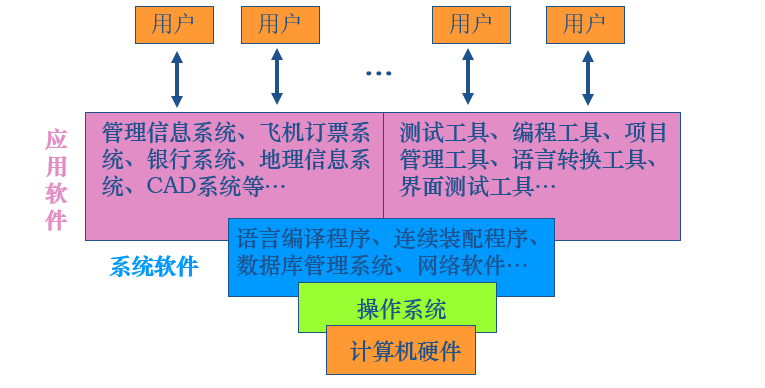 用户
用户
…
用户
用户
应用软件
管理信息系统、飞机订票系
统、银行系统、地理信息系
统、CAD系统等…
测试工具、编程工具、项目
管理工具、语言转换工具、
界面测试工具…
系统软件
语言编译程序、连续装配程序、
数据库管理系统、网络软件…
操作系统
计算机硬件